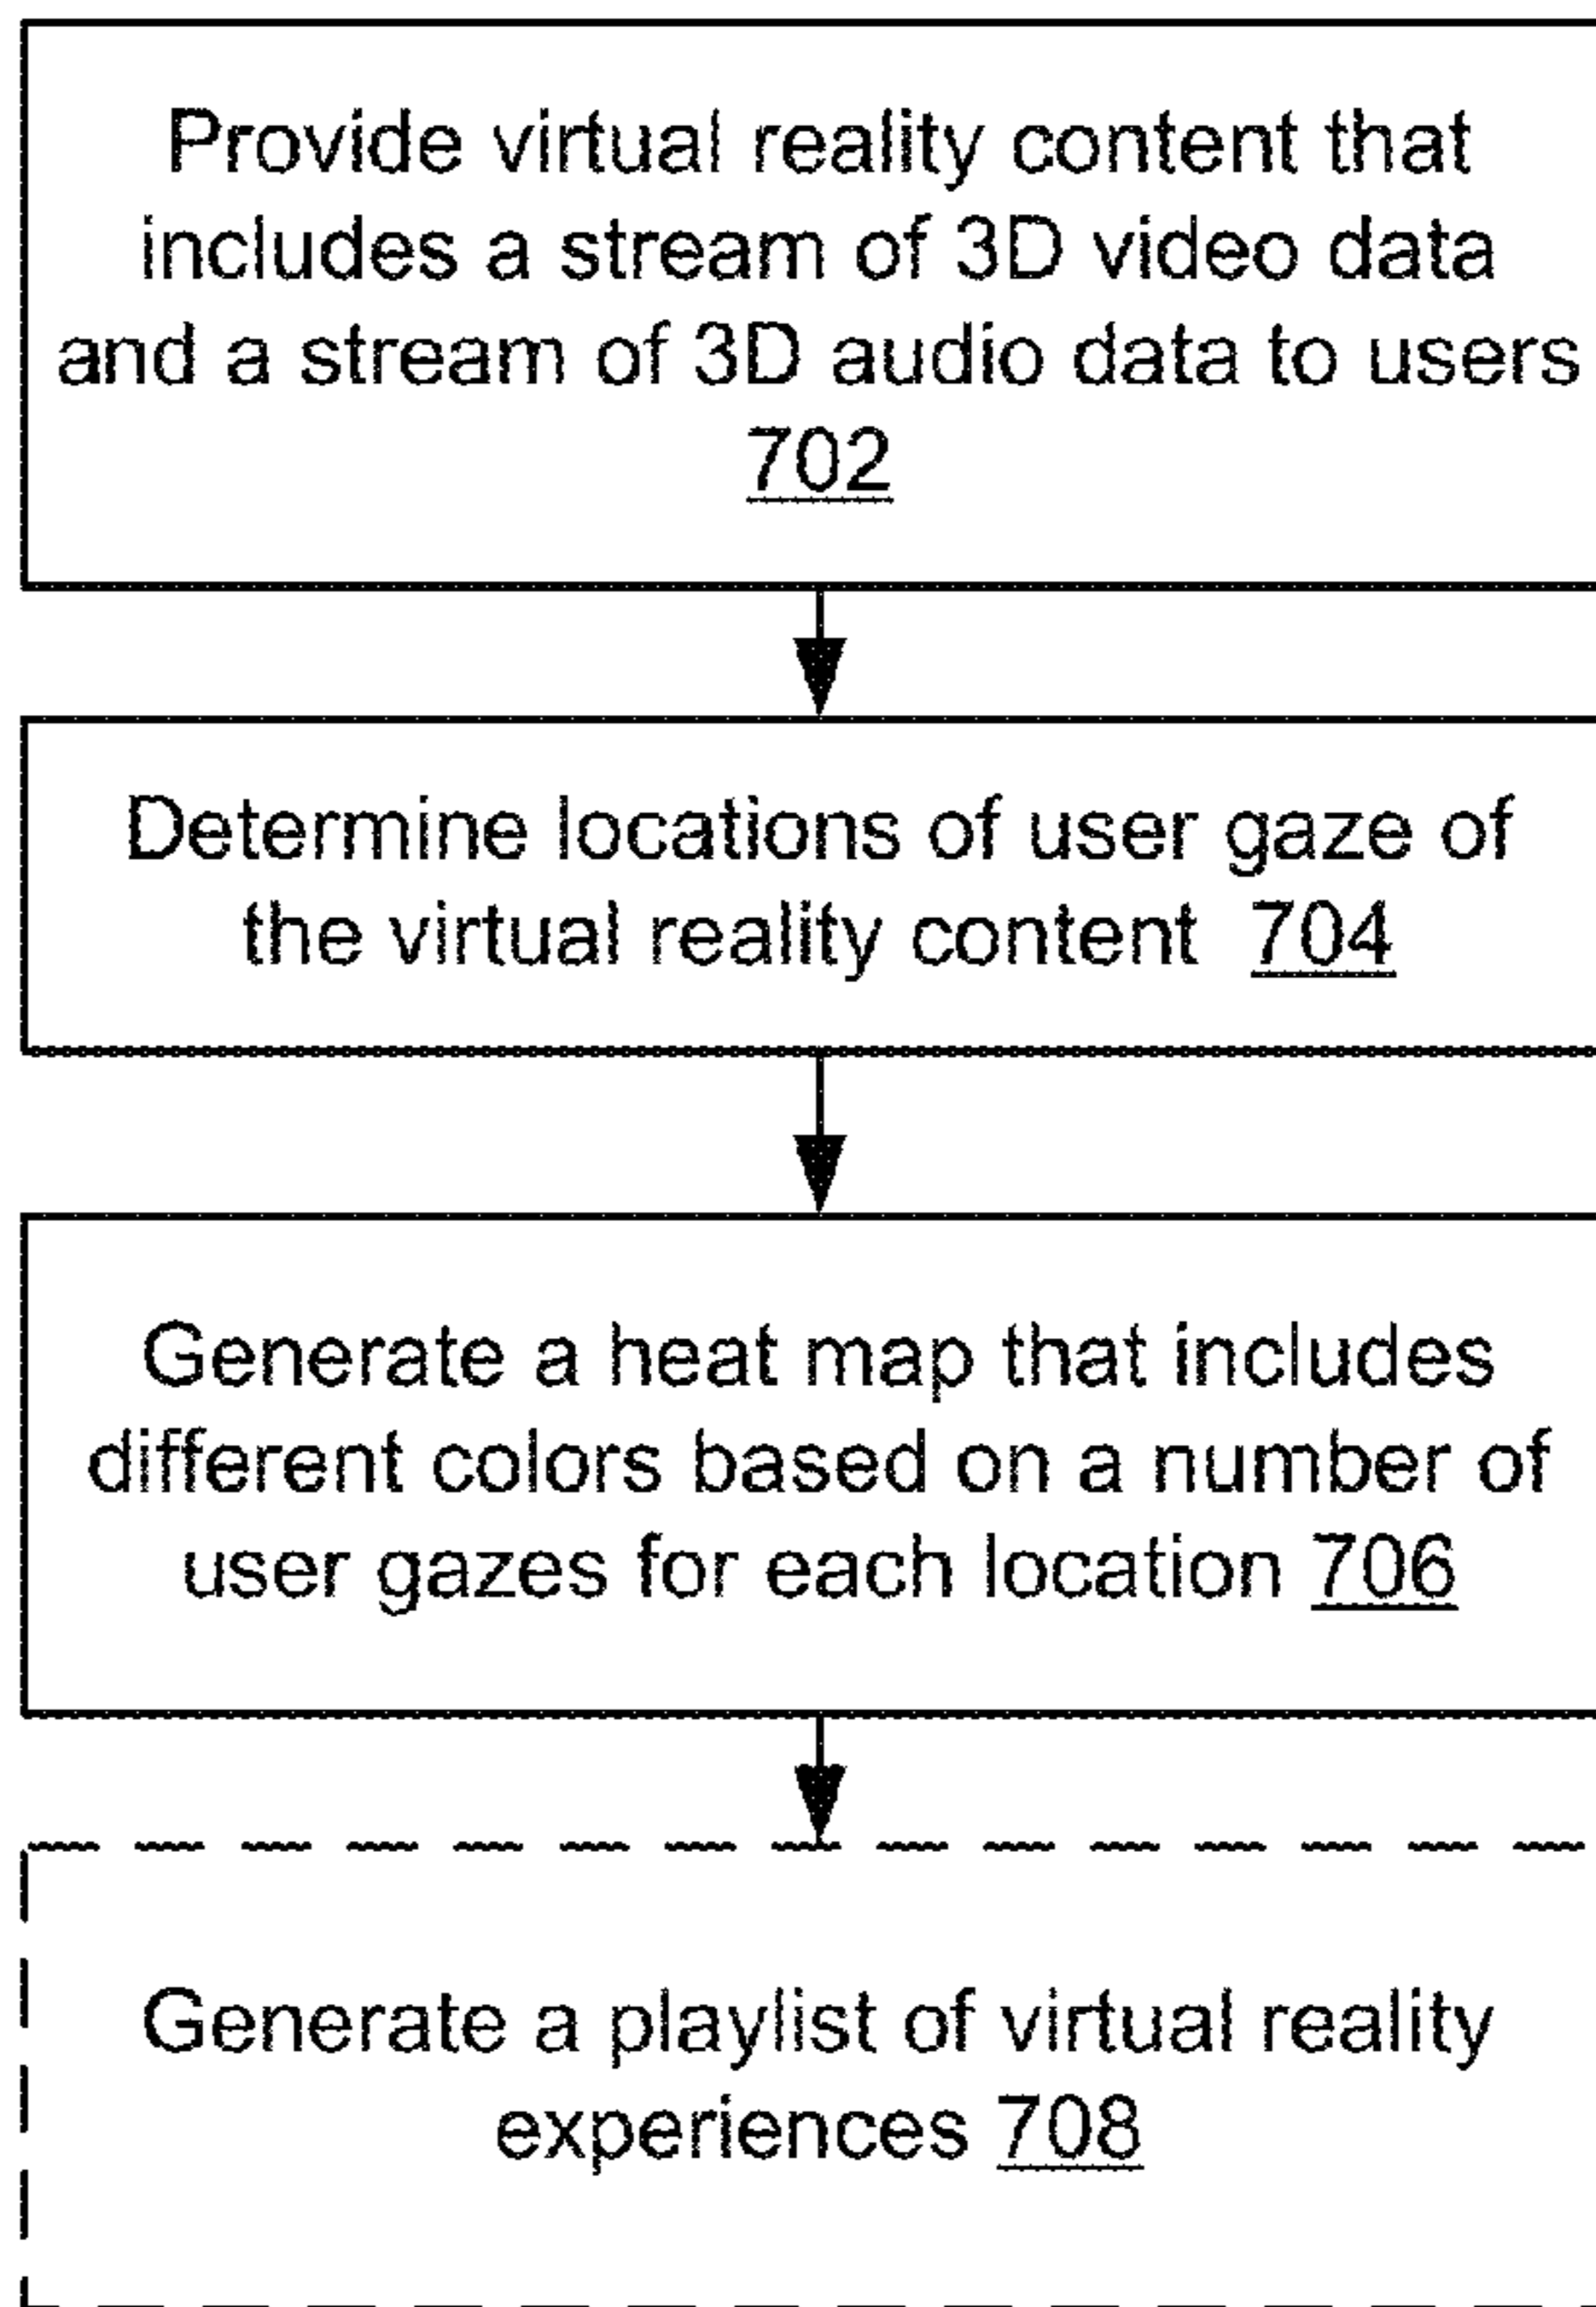 Provide virtual reality content that
includes a stream of 3D video data
and a stream of 3D audio data to users
702
Determine locations of user gaze of
the virtual reality content 704
Generate a heat map that includes
different colors based on a number of
user gazes for each location 706
Generate a playlist of virtual reality
experiences 708